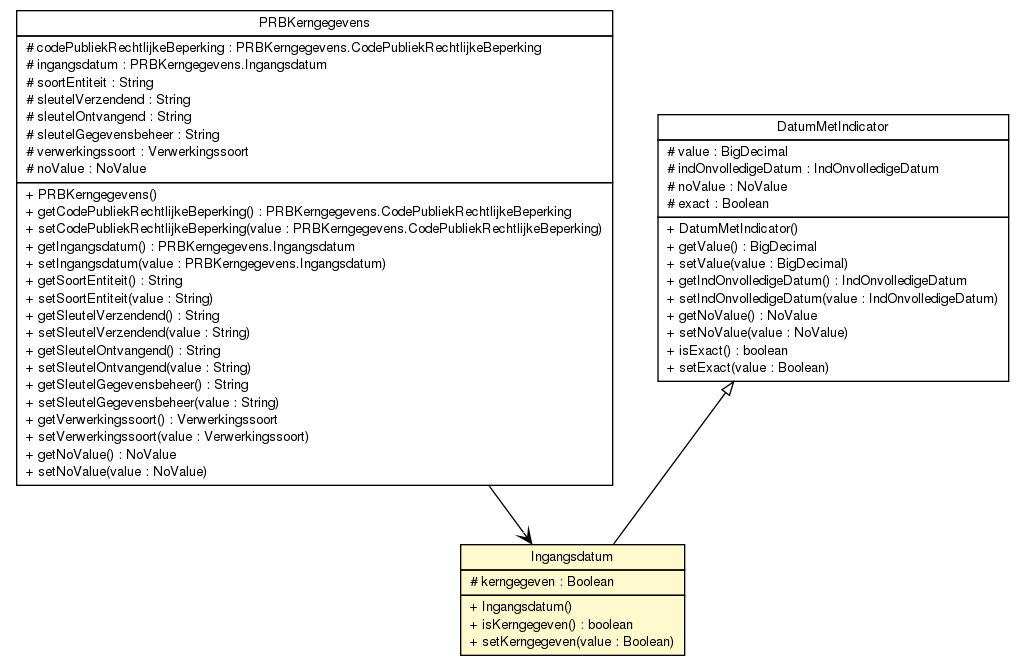 PRBKerngegevens
# codePubliekRechtlijkeBeperking : PRBKerngegevens.CodePubliekRechtlijkeBeperking
# ingangsdatum : PRBKerngegevens.Ingangsdatum
# soortEntiteit : String
# sleutelVerzendend : String
# sleutelOntvangend : String
# sleutelGegevensbeheer : String
# verwerkingssoort : Verwerkingssoort
# noValue : NoValue
+ PRBKerngegevens()
+ getCodePubliekRechtlijkeBeperking() : PRBKerngegevens.CodePubliekRechtlijkeBeperking
+ setCodePubliekRechtlijkeBeperking(value : PRBKerngegevens.CodePubliekRechtlijkeBeperking)
+ getIngangsdatum() : PRBKerngegevens.Ingangsdatum
+ setIngangsdatum(value : PRBKerngegevens.Ingangsdatum)
+ getSoortEntiteit() : String
+ setSoortEntiteit(value : String)
+ getSleutelVerzendend() : String
+ setSleutelVerzendend(value : String)
+ getSleutelOntvangend() : String
+ setSleutelOntvangend(value : String)
+ getSleutelGegevensbeheer() : String
+ setSleutelGegevensbeheer(value : String)
+ getVerwerkingssoort() : Verwerkingssoort
+ setVerwerkingssoort(value : Verwerkingssoort)
+ getNoValue() : NoValue
+ setNoValue(value : NoValue)
DatumMetIndicator
# value : BigDecimal
# indOnvolledigeDatum : IndOnvolledigeDatum
# noValue : NoValue
# exact : Boolean
+ DatumMetIndicator()
+ getValue() : BigDecimal
+ setValue(value : BigDecimal)
+ getIndOnvolledigeDatum() : IndOnvolledigeDatum
+ setIndOnvolledigeDatum(value : IndOnvolledigeDatum)
+ getNoValue() : NoValue
+ setNoValue(value : NoValue)
+ isExact() : boolean
+ setExact(value : Boolean)
Ingangsdatum
# kerngegeven : Boolean
+ Ingangsdatum()
+ isKerngegeven() : boolean
+ setKerngegeven(value : Boolean)